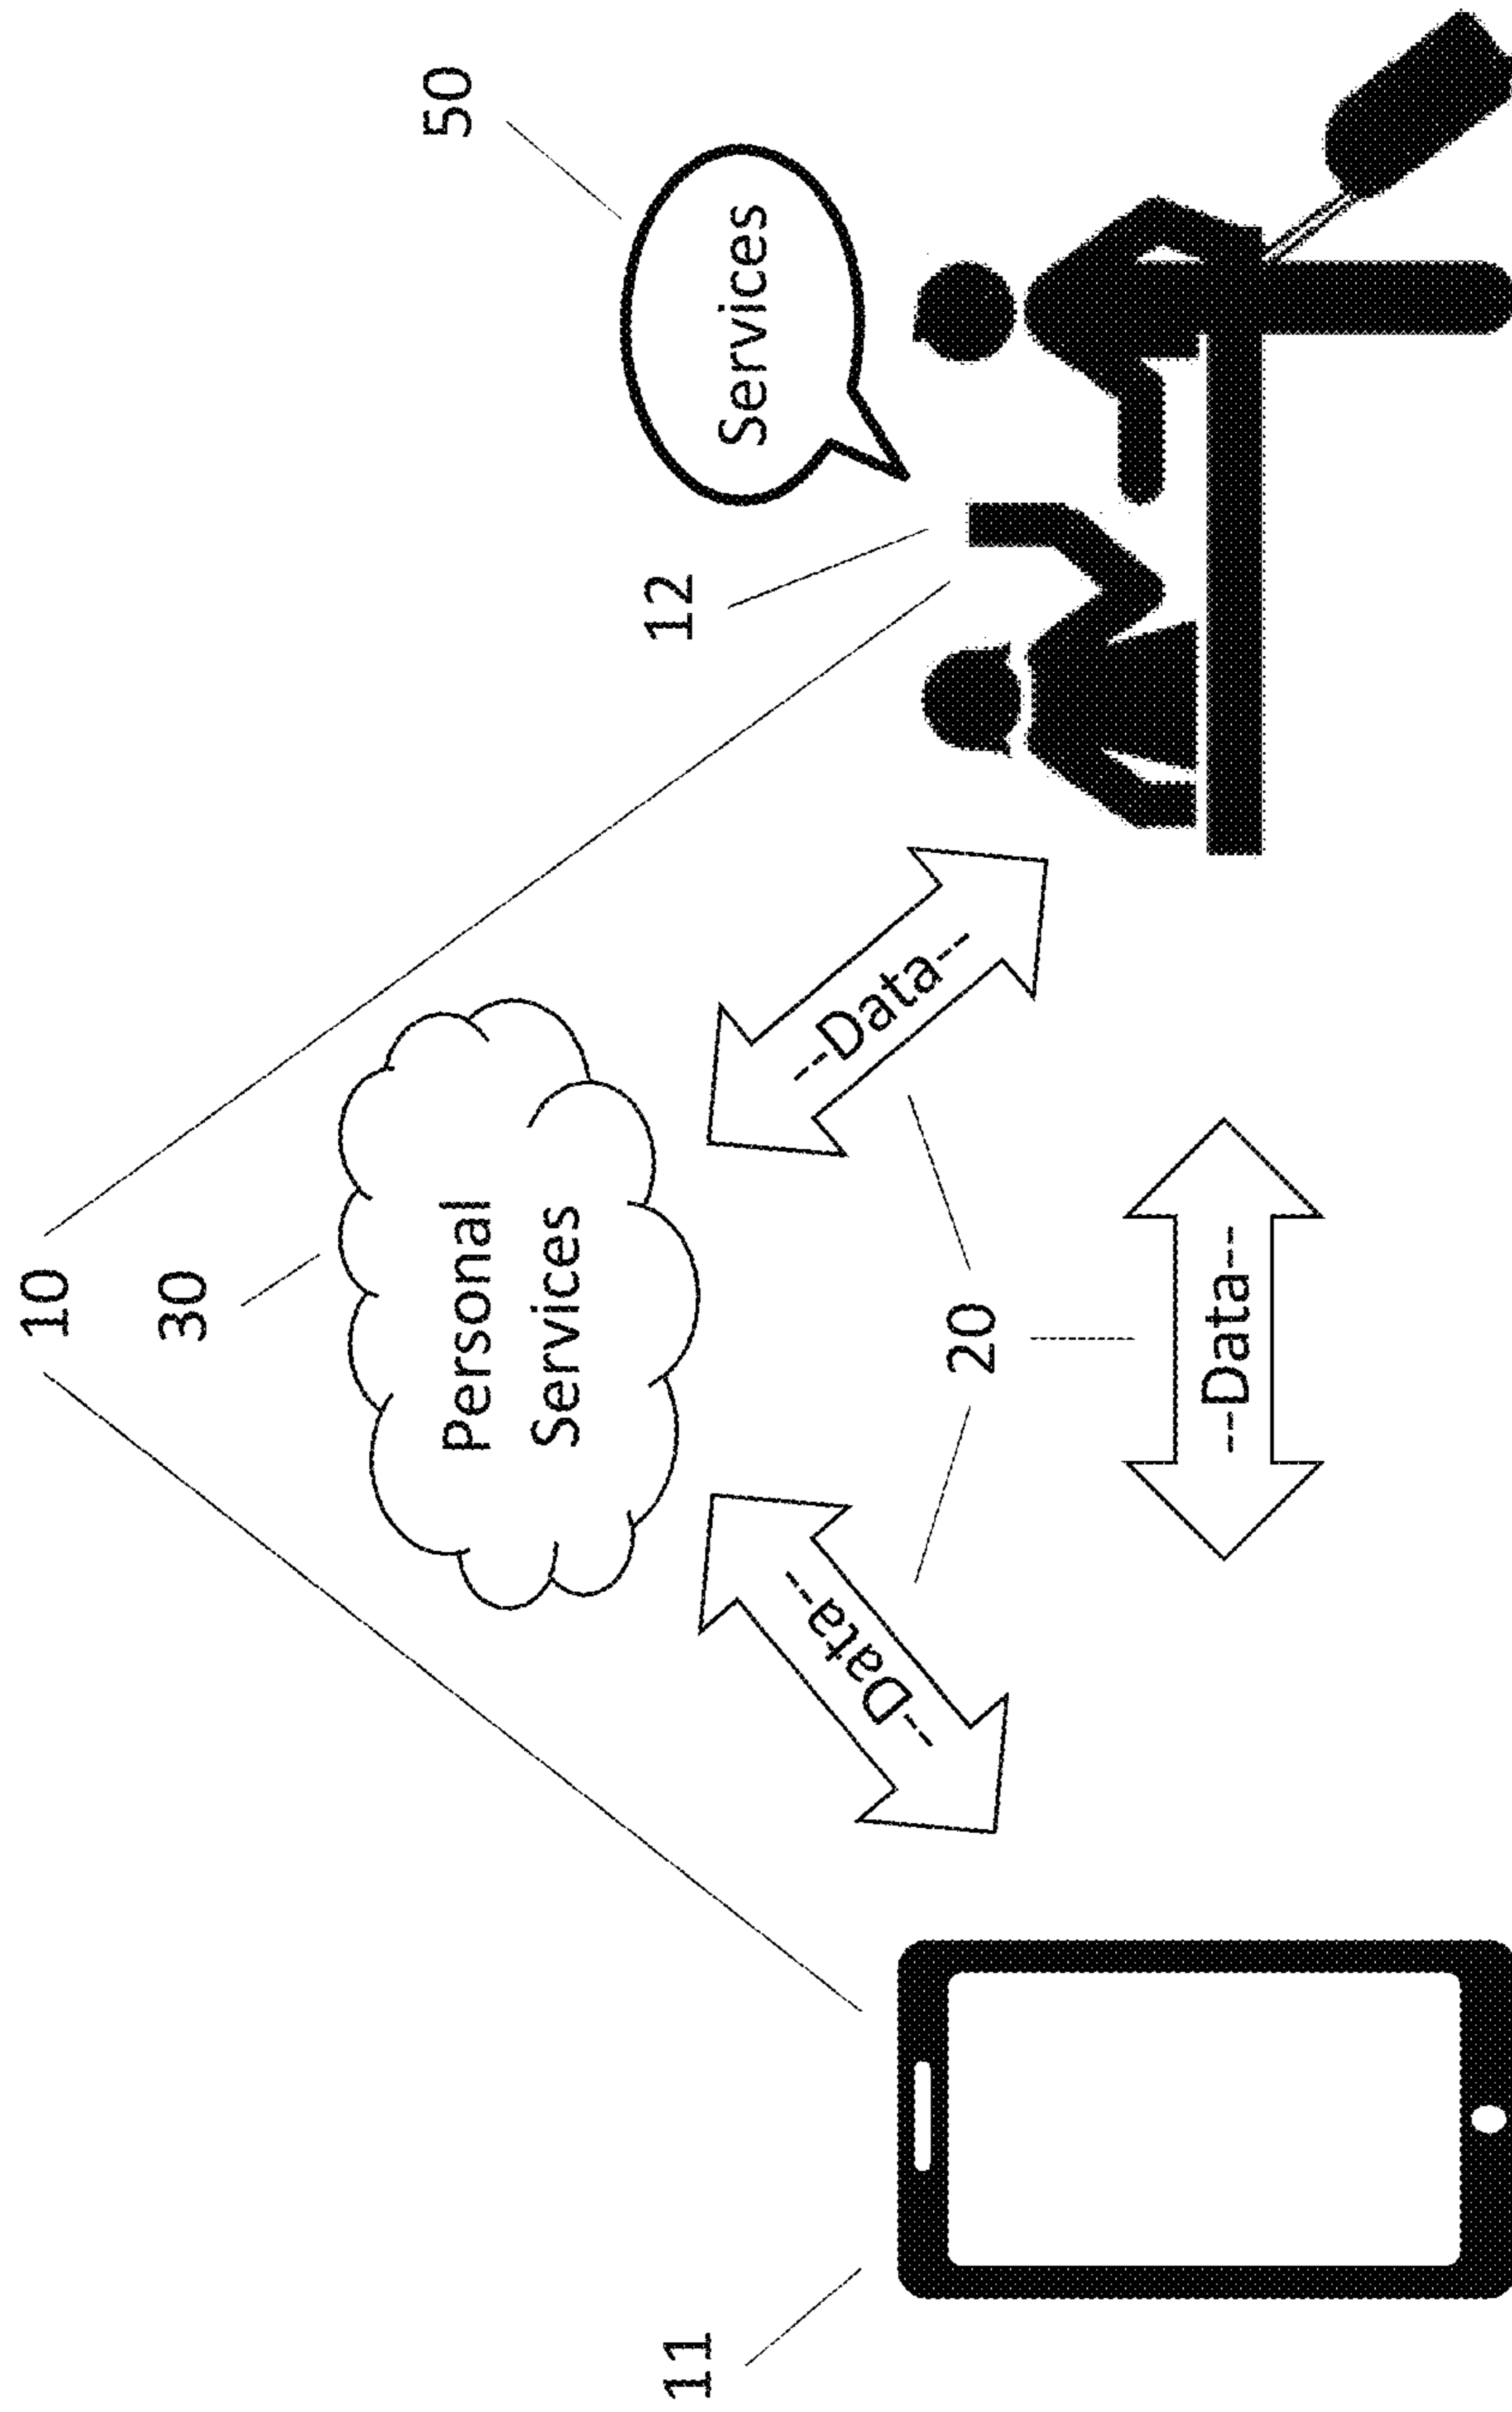 10
30
50
Personal
Services
Services
11
12
--Data--
--Data--
20
---Data---